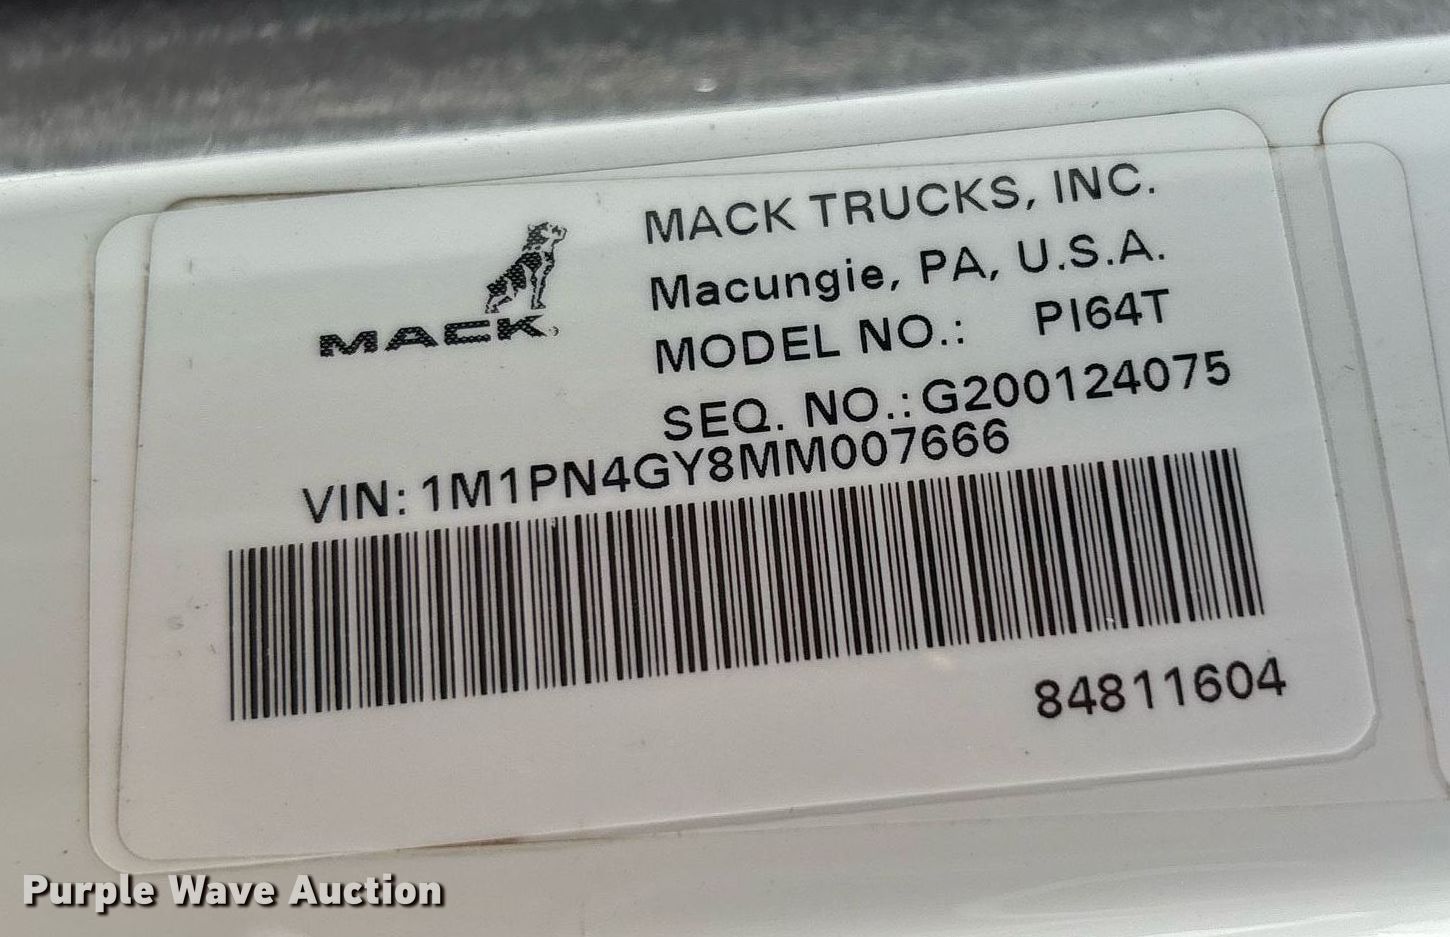 MACK TRUCKS, INC.
Macungie, PA, U.S.A.
MACK
MODEL NO.: PI64T
SEQ. NO.: G200124075
VIN: 1M1PN4GY8MM007666
84811604
Purple Wave Auction